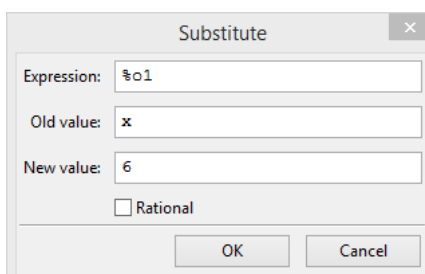 Substitute
Expression: %o1
Old value: x
New value: 6
Rational
OK Cancel